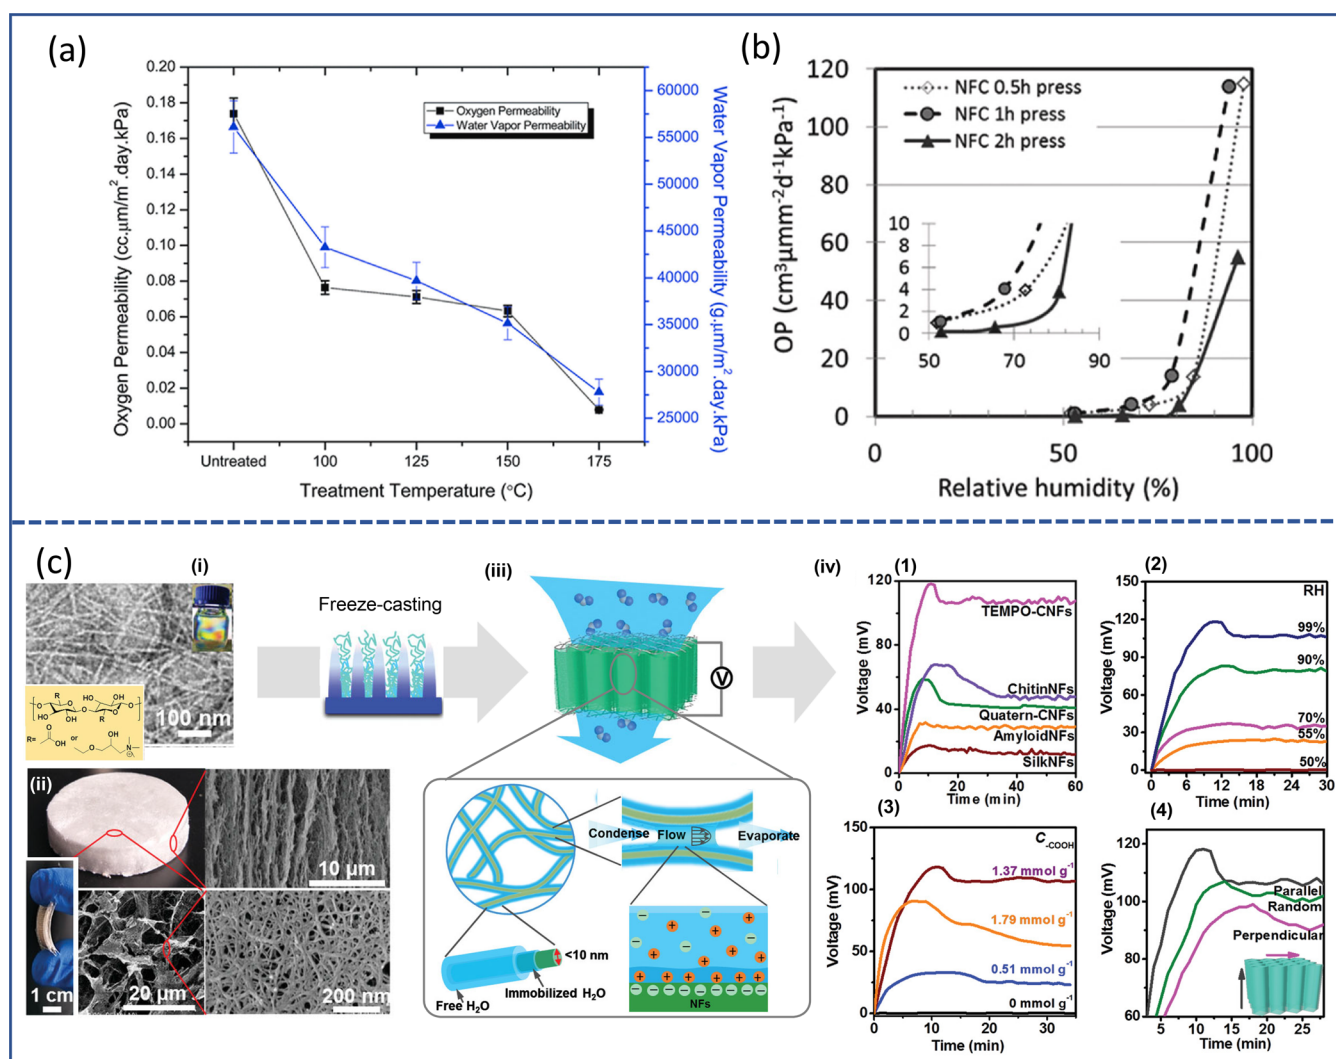 (a)
0.20
0.18
0.16
0.14
0.12
0.10
0.08
0.06
0.04
0.02
0.00
Oxygen Permeability (cc.µm/m².day.kPa)
Oxygen Permeability
Water Vapor Permeability
60000
55000
50000
45000
40000
35000
30000
25000
Water Vapor Permeability (g.µm/m².day.kPa)
Untreated 100 125 150 175
Treatment Temperature (°C)
(b)
120
100
80
60
40
20
0
OP (cm³µmm⁻²d⁻¹kPa⁻¹)
NFC 0.5h press
NFC 1h press
NFC 2h press
10
8
6
4
2
0
50 70 90
0 50 100
Relative humidity (%)
(c)
(i)
100 nm
R HO OH
OH R
R= OH or OH N
(ii)
10 µm
1 cm
20 µm
200 nm
Freeze-casting
(iii)
V
Condense Flow Evaporate
<10 nm
Immobilized H₂O
Free H₂O
NFs
(iv)
(1)
120
80
40
0
Voltage (mV)
TEMPO-CNFs
ChitinNFs
Quatern-CNFs
AmyloidNFs
SilkNFs
0 20 40 60
Time (min)
(2)
150
120
90
60
30
0
Voltage (mV)
RH
99%
90%
70%
55%
50%
0 6 12 18 24 30
Time (min)
(3)
150
100
50
0
Voltage (mV)
C-COOH
1.37 mmol g⁻¹
1.79 mmol g⁻¹
0.51 mmol g⁻¹
0 mmol g⁻¹
0 10 20 30
Time (min)
(4)
120
100
80
60
Voltage (mV)
Parallel
Random
Perpendicular
5 10 15 20 25
Time (min)